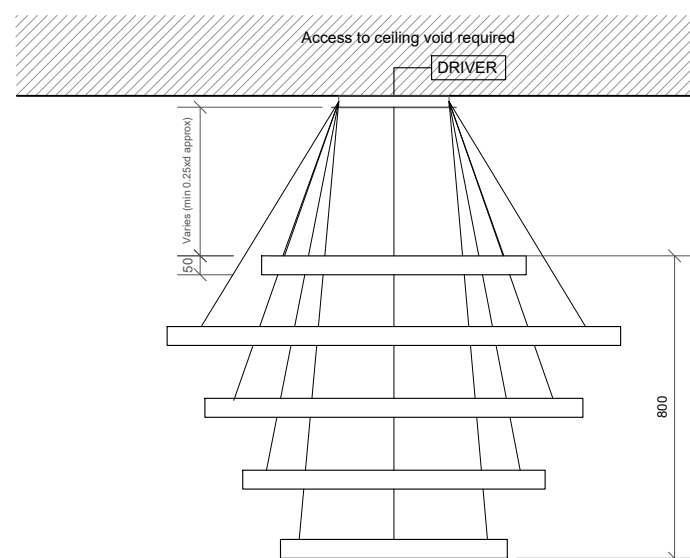 Access to ceiling void required
DRIVER
Varies (min 0.25xd approx)
50
800